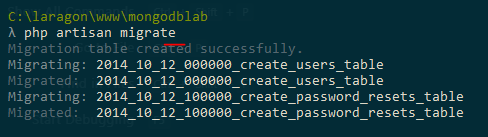 C:\laragon\www\mongodblab
λ php artisan migrate
Migration table created successfully.
Migrating: 2014_10_12_000000_create_users_table
Migrated:  2014_10_12_000000_create_users_table
Migrating: 2014_10_12_100000_create_password_resets_table
Migrated:  2014_10_12_100000_create_password_resets_table